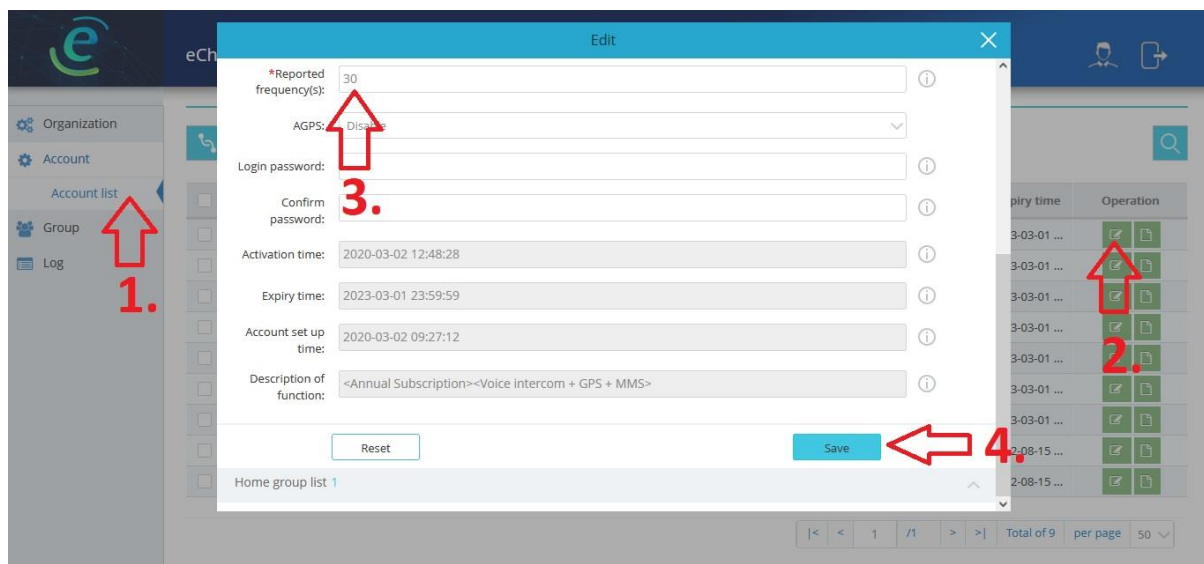 eCh
Edit
*Reported
frequency(s):
30
AGPS:
Login password:
Confirm
password:
Activation time:
2020-03-02 12:48:28
Expiry time:
2023-03-01 23:59:59
Account set up
time:
2020-03-02 09:27:12
Description of
function:
<Annual Subscription><Voice intercom + GPS + MMS>
Reset
Save
Home group list 1
Organization
Account
Account list
Group
Log
1.
3.
2.
4.
piry time
Operation
3-03-01 ...
3-03-01 ...
3-03-01 ...
3-03-01 ...
3-03-01 ...
3-03-01 ...
3-03-01 ...
2-08-15 ...
2-08-15 ...
|< < 1 /1 > >| Total of 9 per page 50